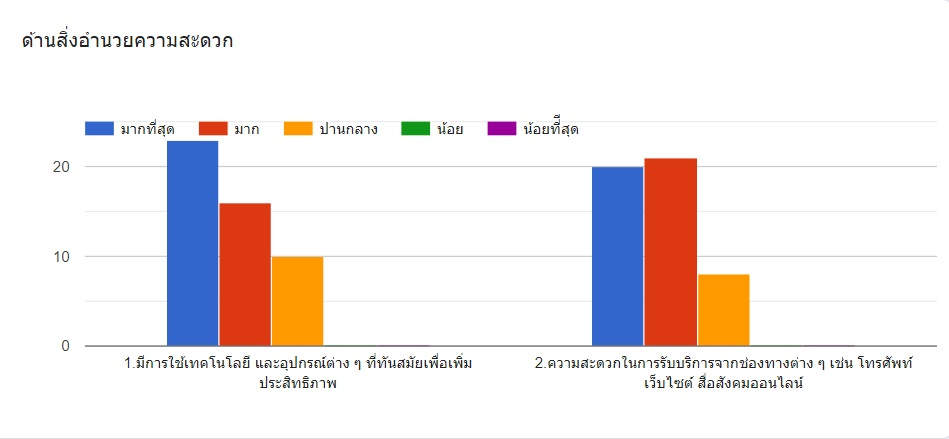 ด้านสิ่งอำนวยความสะดวก
มากที่สุด มาก ปานกลาง น้อย น้อยที่สุด
20
10
0
1.มีการใช้เทคโนโลยี และอุปกรณ์ต่าง ๆ ที่ทันสมัยเพื่อเพิ่ม
ประสิทธิภาพ
2.ความสะดวกในการรับบริการจากช่องทางต่าง ๆ เช่น โทรศัพท์
เว็บไซต์ สื่อสังคมออนไลน์